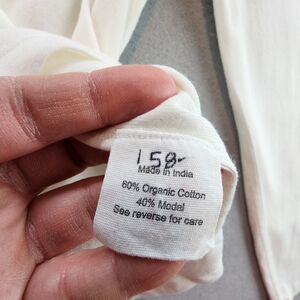 158
Made in India
60% Organic Cotton
40% Modal
See reverse for care